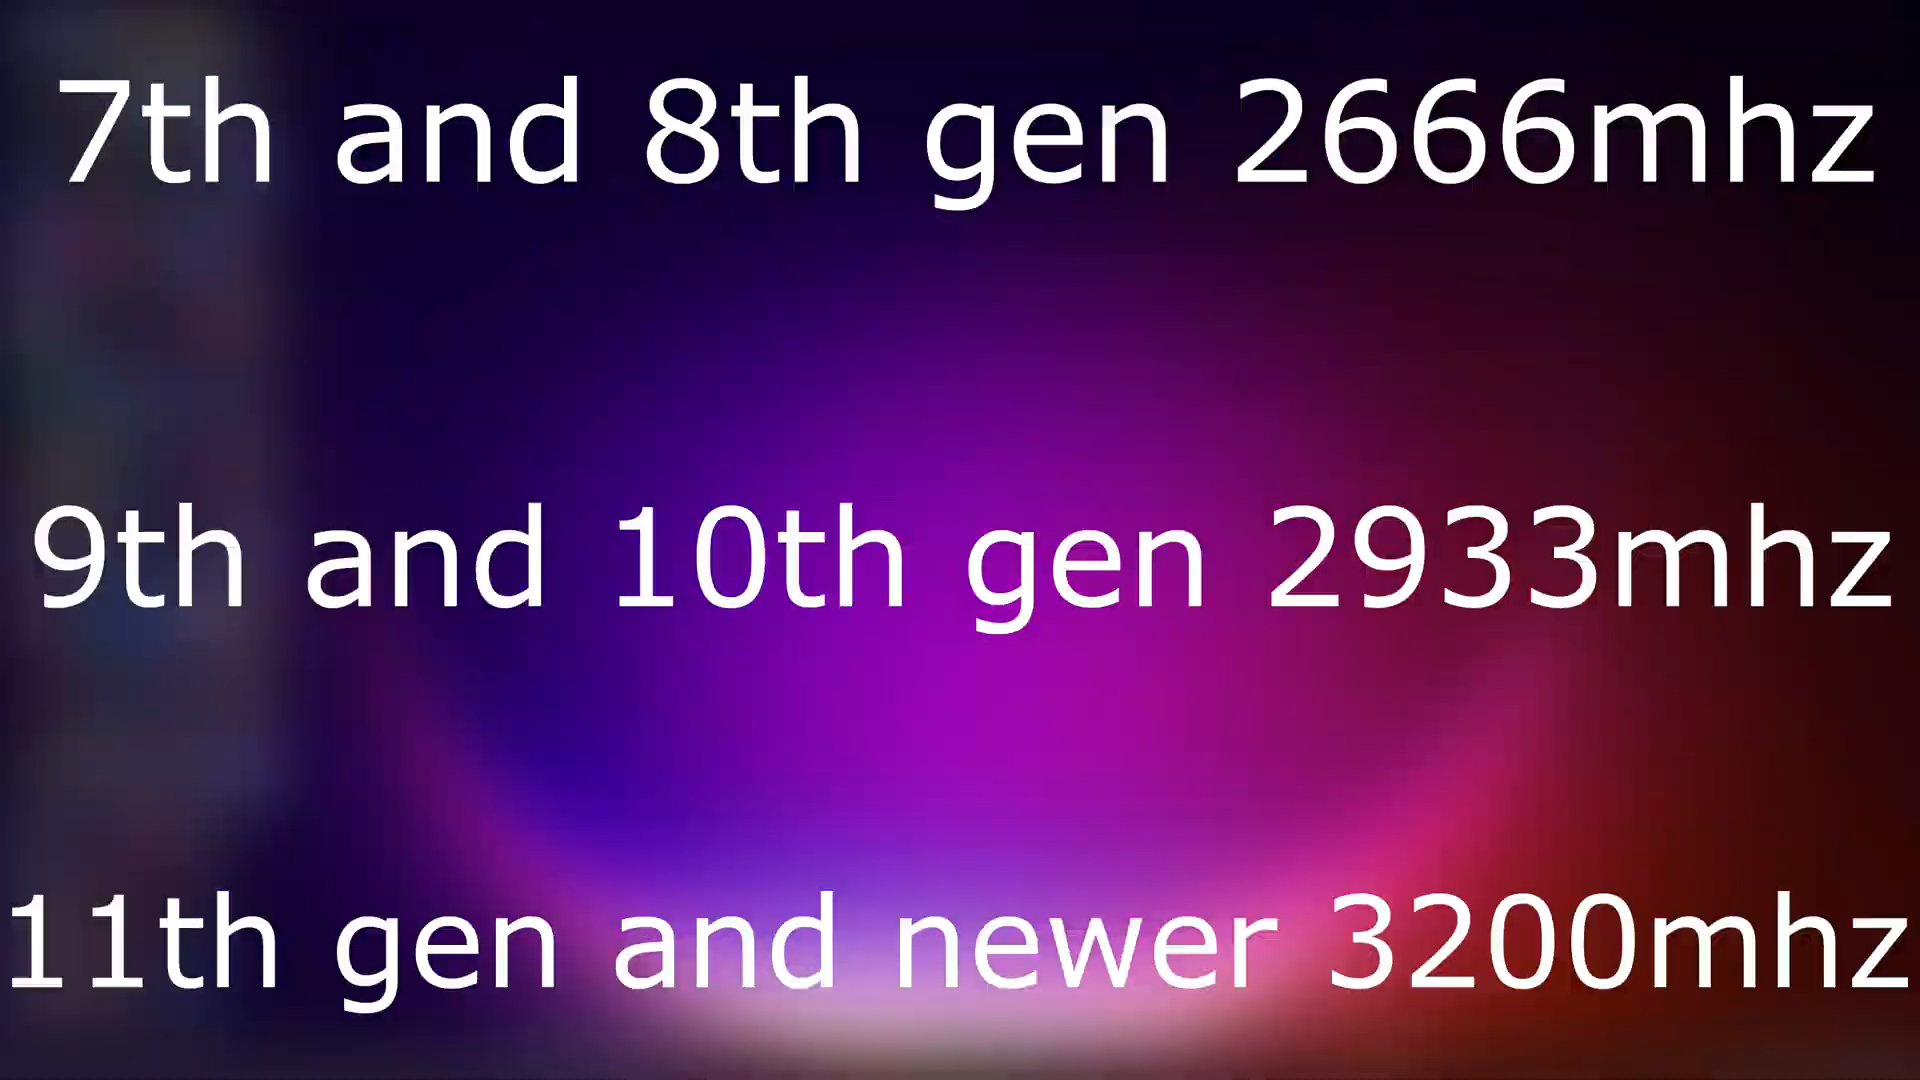 7th and 8th gen 2666mhz
9th and 10th gen 2933mhz
11th gen and newer 3200mhz